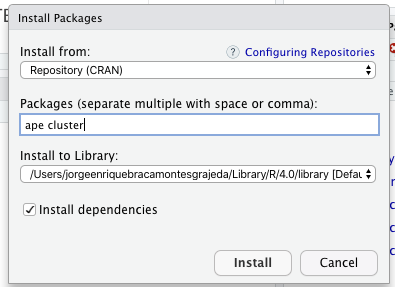 Install Packages
Install from:
? Configuring Repositories
Repository (CRAN)
Packages (separate multiple with space or comma):
ape cluster
Install to Library:
/Users/jorgeenriquebracamontesgrajeda/Library/R/4.0/library [Defau
Install dependencies
Install
Cancel